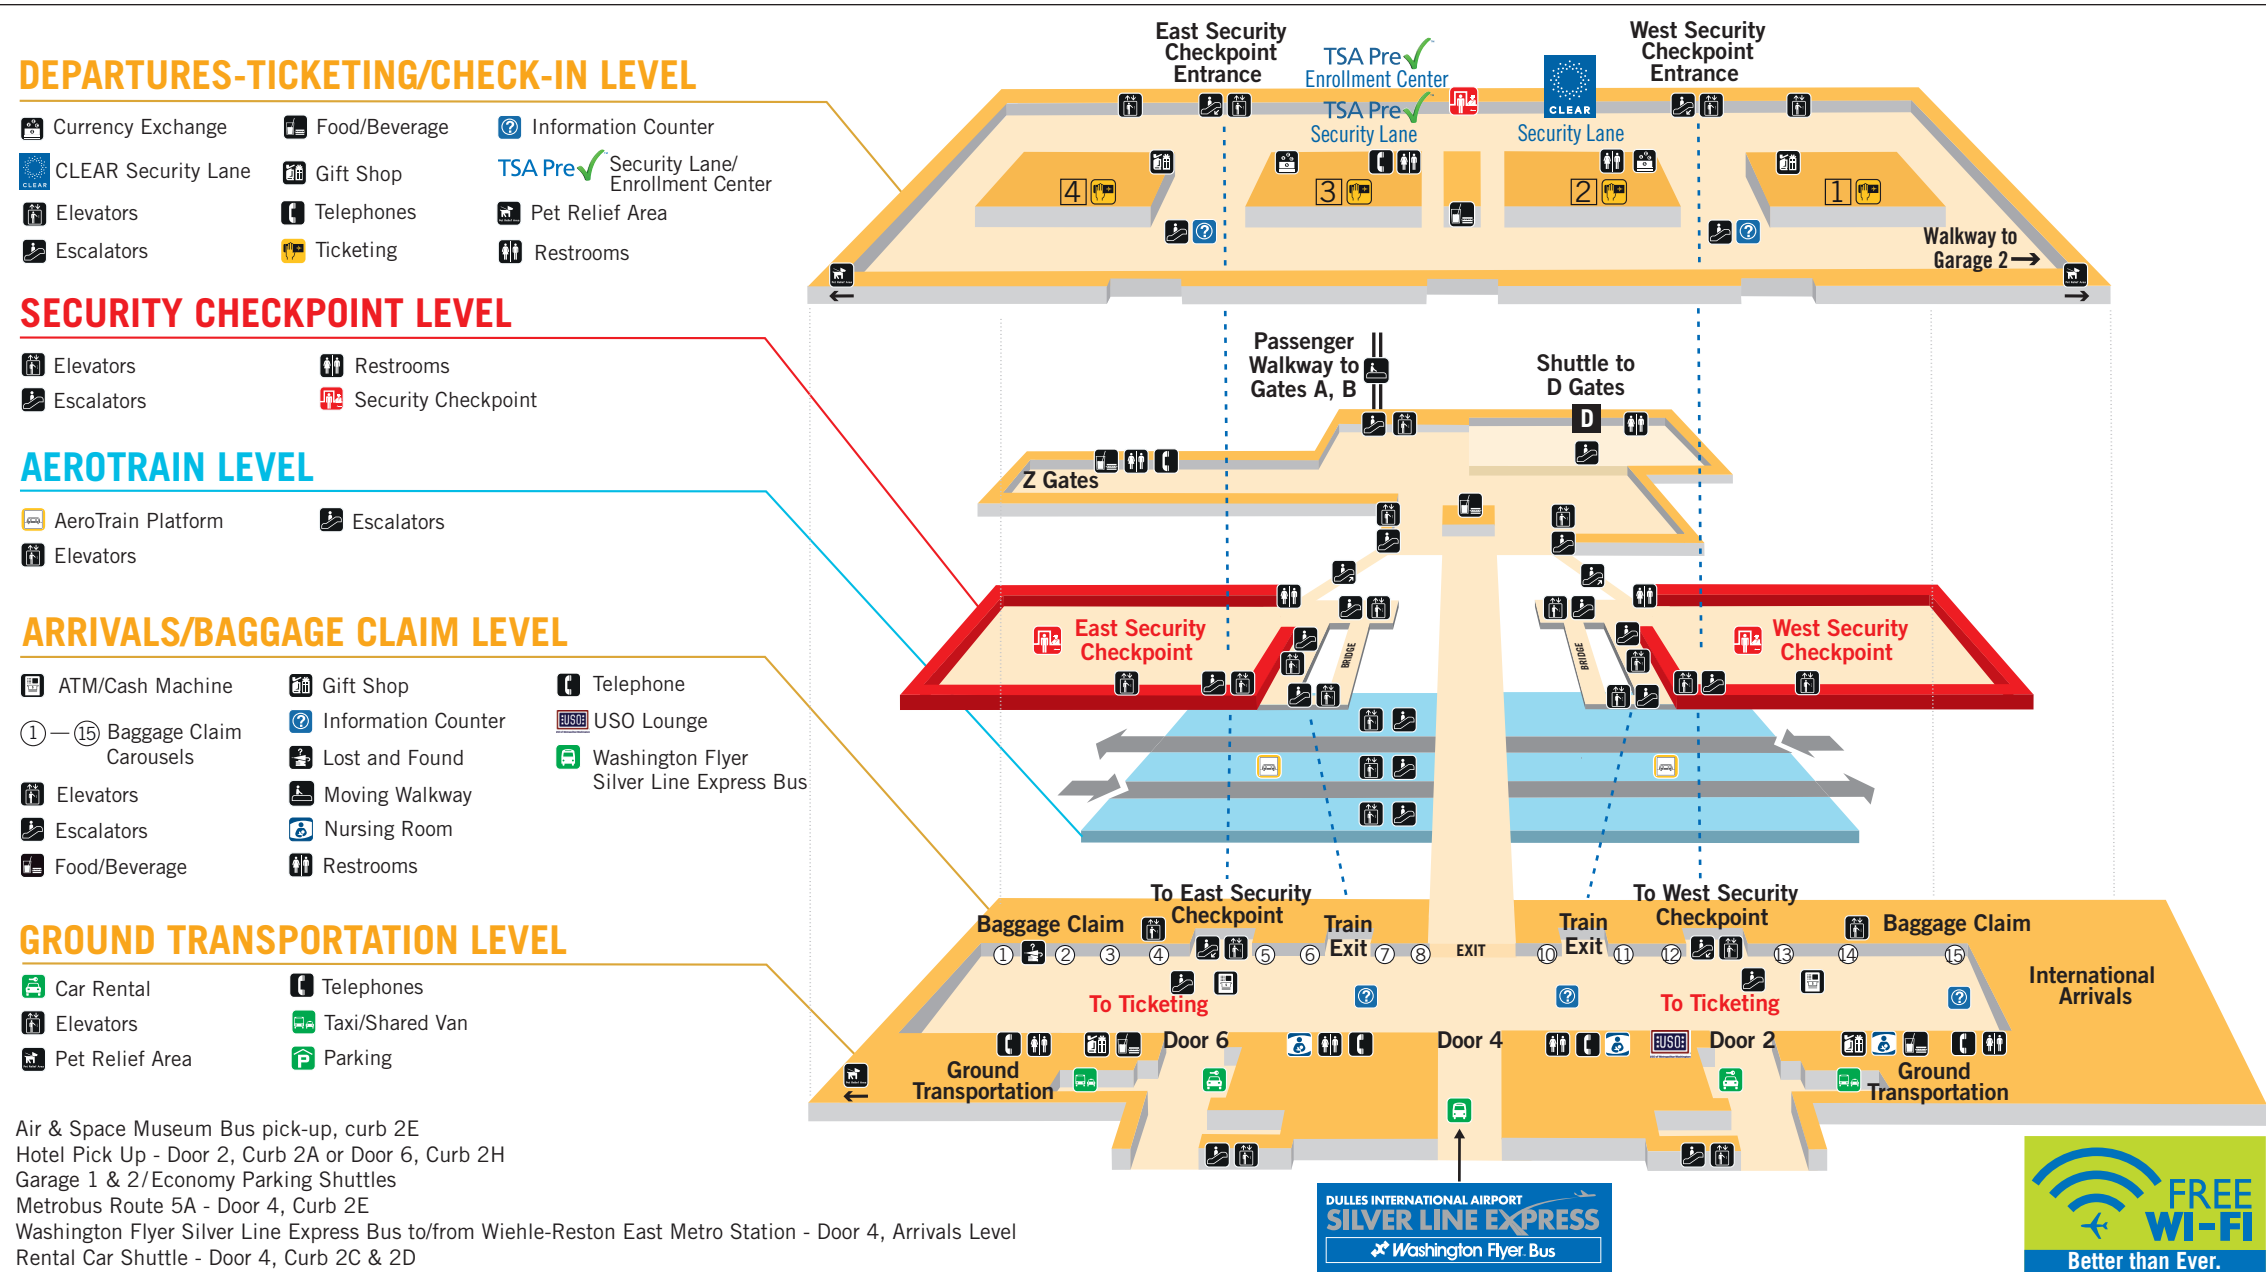 DEPARTURES-TICKETING/CHECK-IN LEVEL
Currency Exchange
Food/Beverage
Information Counter
CLEAR
CLEAR Security Lane
Gift Shop
TSA Pre
Security Lane/
Enrollment Center
Elevators
Telephones
Pet Relief Area
Escalators
Ticketing
Restrooms
SECURITY CHECKPOINT LEVEL
Elevators
Restrooms
Escalators
Security Checkpoint
AEROTRAIN LEVEL
AeroTrain Platform
Escalators
Elevators
ARRIVALS/BAGGAGE CLAIM LEVEL
ATM/Cash Machine
Gift Shop
Telephone
1 — 15 Baggage Claim
Carousels
Information Counter
USO
USO Lounge
Lost and Found
Washington Flyer
Silver Line Express Bus
Elevators
Moving Walkway
Escalators
Nursing Room
Food/Beverage
Restrooms
GROUND TRANSPORTATION LEVEL
Car Rental
Telephones
Elevators
Taxi/Shared Van
Pet Relief Area
P
Parking
Air & Space Museum Bus pick-up, curb 2E
Hotel Pick Up - Door 2, Curb 2A or Door 6, Curb 2H
Garage 1 & 2/Economy Parking Shuttles
Metrobus Route 5A - Door 4, Curb 2E
Washington Flyer Silver Line Express Bus to/from Wiehle-Reston East Metro Station - Door 4, Arrivals Level
Rental Car Shuttle - Door 4, Curb 2C & 2D
East Security
Checkpoint
Entrance
TSA Pre
Enrollment Center
TSA Pre
Security Lane
CLEAR
Security Lane
West Security
Checkpoint
Entrance
4
3
2
1
Walkway to
Garage 2
Passenger
Walkway to
Gates A, B
Shuttle to
D Gates
D
Z Gates
East Security
Checkpoint
BRIDGE
BRIDGE
West Security
Checkpoint
To East Security
Checkpoint
To West Security
Checkpoint
Baggage Claim
Train
Exit
Train
Exit
Baggage Claim
1
2
3
4
5
6
7
8
EXIT
10
11
12
13
14
15
To Ticketing
To Ticketing
International
Arrivals
Door 6
Door 4
USO
Door 2
Ground
Transportation
Ground
Transportation
DULLES INTERNATIONAL AIRPORT
SILVER LINE EXPRESS
Washington Flyer Bus
FREE
WI-FI
Better than Ever.